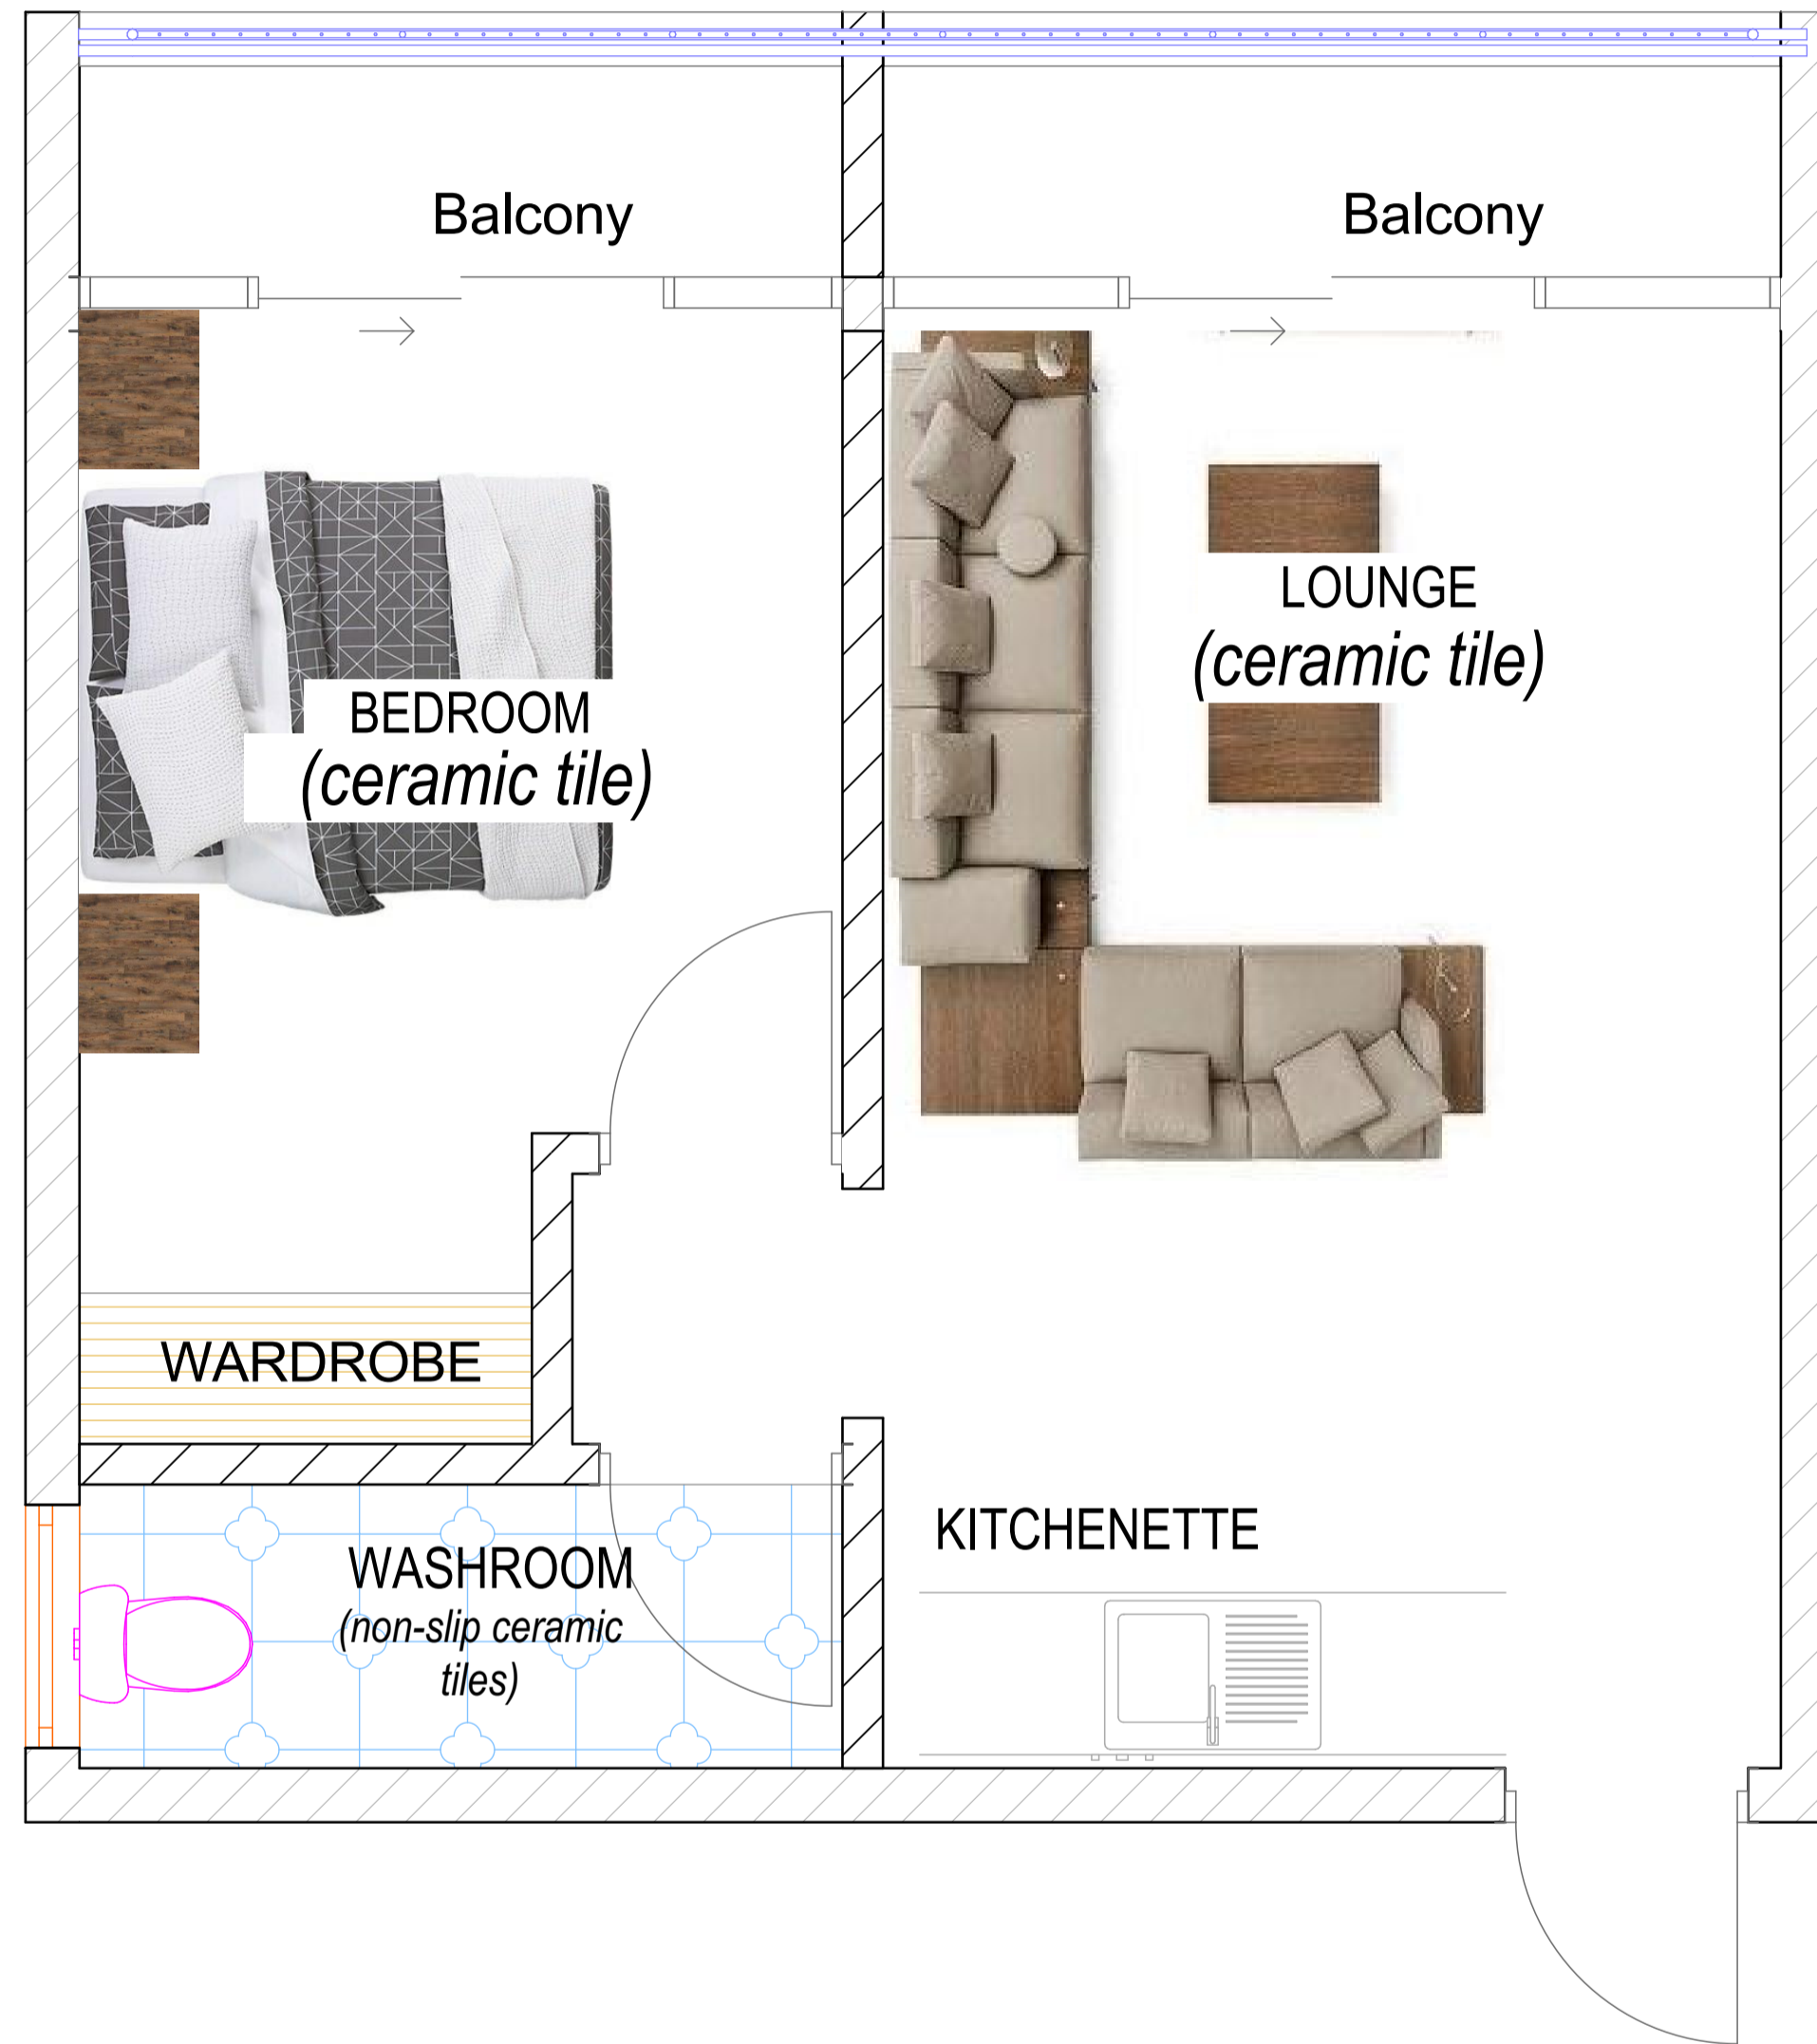 Balcony
Balcony
LOUNGE
(ceramic tile)
BEDROOM
(ceramic tile)
WARDROBE
KITCHENETTE
WASHROOM
(non-slip ceramic
tiles)